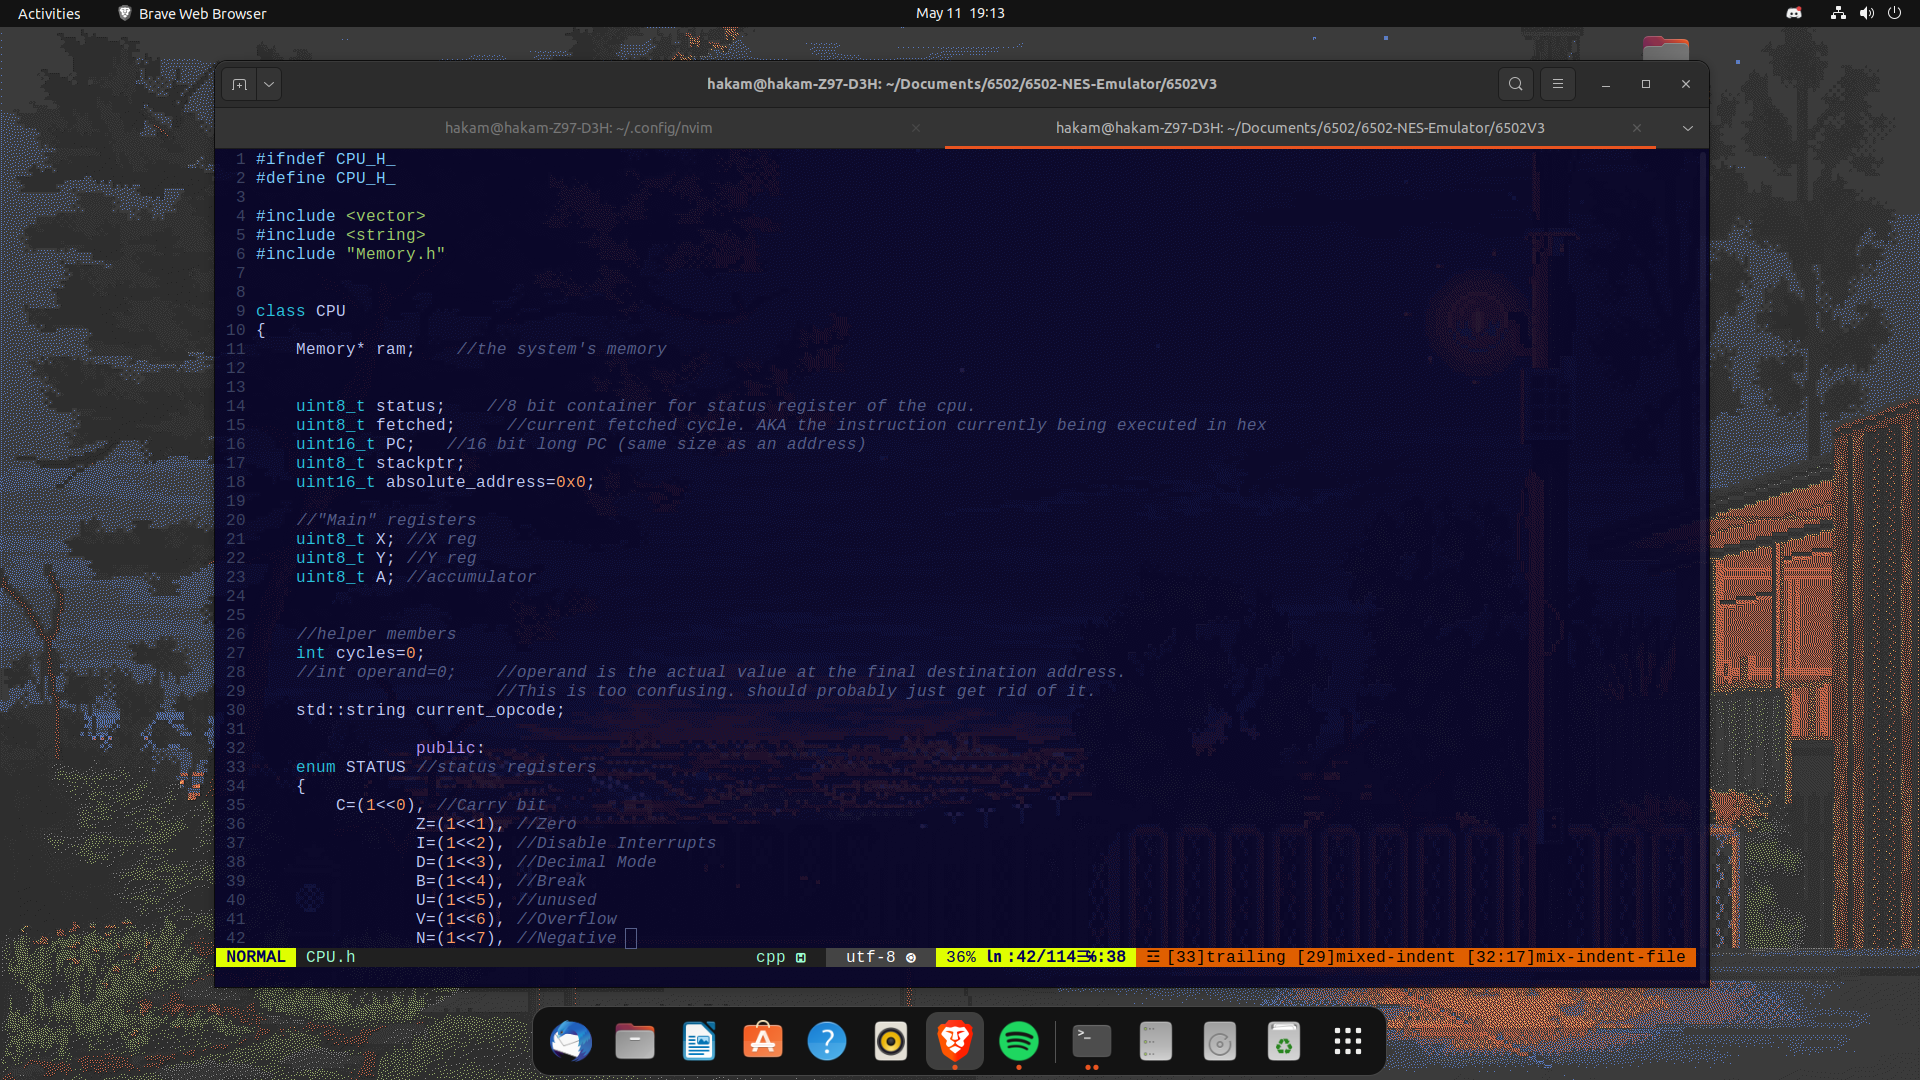 Activities Brave Web Browser May 11 19:13
hakam@hakam-Z97-D3H: ~/Documents/6502/6502-NES-Emulator/6502V3
hakam@hakam-Z97-D3H: ~/.config/nvim hakam@hakam-Z97-D3H: ~/Documents/6502/6502-NES-Emulator/6502V3
1 #ifndef CPU_H_
2 #define CPU_H_
3
4 #include <vector>
5 #include <string>
6 #include "Memory.h"
7
8
9 class CPU
10 {
11     Memory* ram;    //the system's memory
12
13
14     uint8_t status;    //8 bit container for status register of the cpu.
15     uint8_t fetched;     //current fetched cycle. AKA the instruction currently being executed in hex
16     uint16_t PC;   //16 bit long PC (same size as an address)
17     uint8_t stackptr;
18     uint16_t absolute_address=0x0;
19
20     //"Main" registers
21     uint8_t X; //X reg
22     uint8_t Y; //Y reg
23     uint8_t A; //accumulator
24
25
26     //helper members
27     int cycles=0;
28     //int operand=0;    //operand is the actual value at the final destination address.
29                         //This is too confusing. should probably just get rid of it.
30     std::string current_opcode;
31
32                 public:
33     enum STATUS //status registers
34     {
35         C=(1<<0), //Carry bit
36                 Z=(1<<1), //Zero
37                 I=(1<<2), //Disable Interrupts
38                 D=(1<<3), //Decimal Mode
39                 B=(1<<4), //Break
40                 U=(1<<5), //unused
41                 V=(1<<6), //Overflow
42                 N=(1<<7), //Negative
NORMAL CPU.h cpp utf-8 36% ln :42/114☰%:38 ☲ [33]trailing [29]mixed-indent [32:17]mix-indent-file